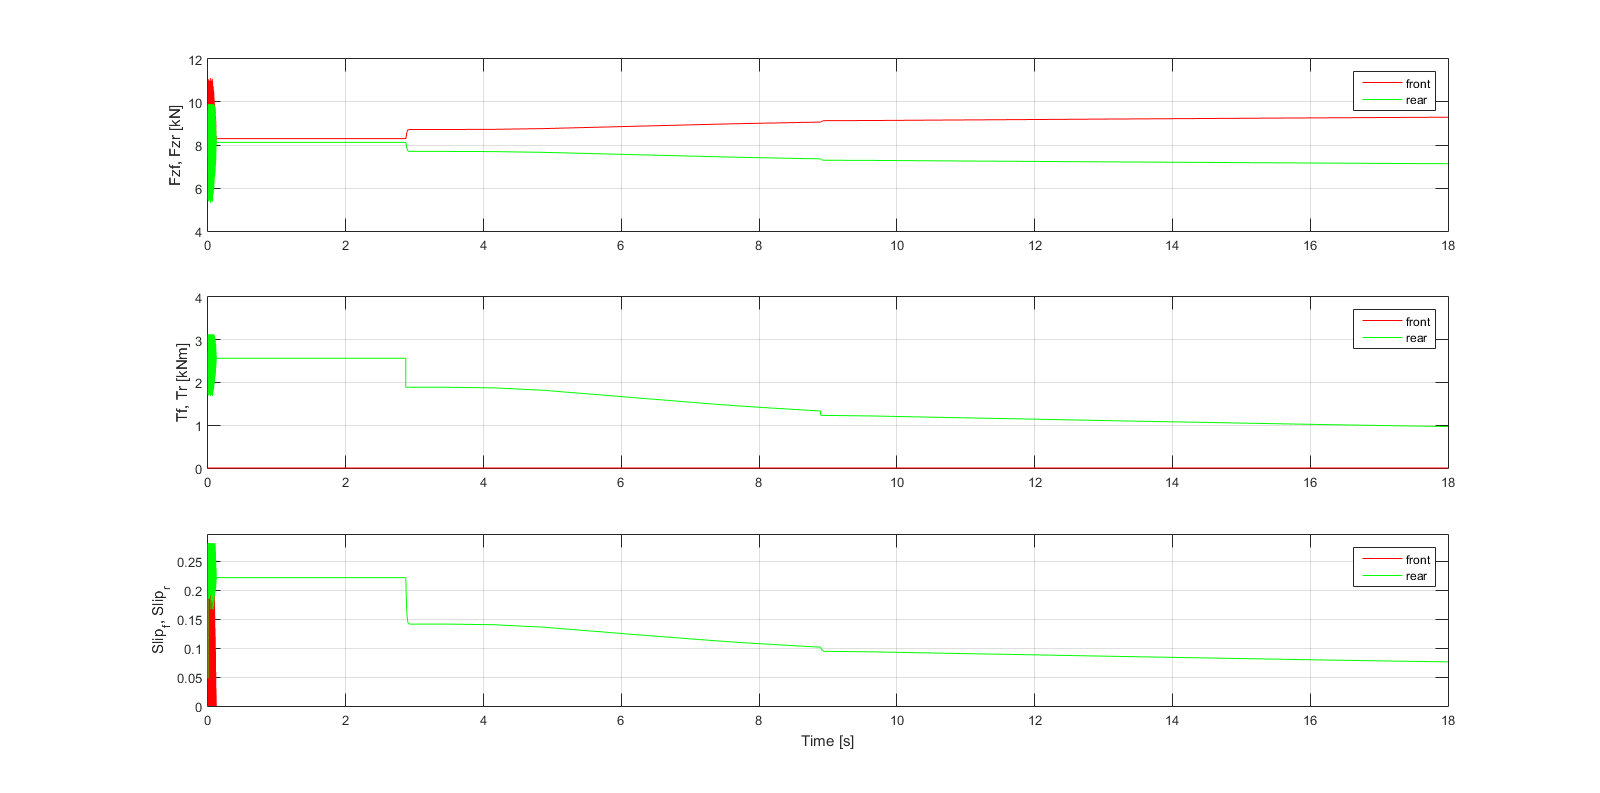 Fzf, Fzr [kN]
12
10
8
6
4
0 2 4 6 8 10 12 14 16 18
front
rear
Tf, Tr [kNm]
4
3
2
1
0
0 2 4 6 8 10 12 14 16 18
front
rear
Slip_f, Slip_r
0.25
0.2
0.15
0.1
0.05
0
0 2 4 6 8 10 12 14 16 18
front
rear
Time [s]